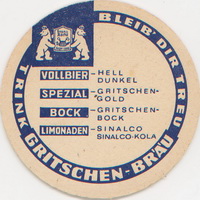 BLEIB' DIR TREU
TRINK GRITSCHEN-BRÄU
VOLLBIER - HELL
DUNKEL
SPEZIAL - GRITSCHEN-
GOLD
BOCK - GRITSCHEN-
BOCK
LIMONADEN - SINALCO
SINALCO-KOLA